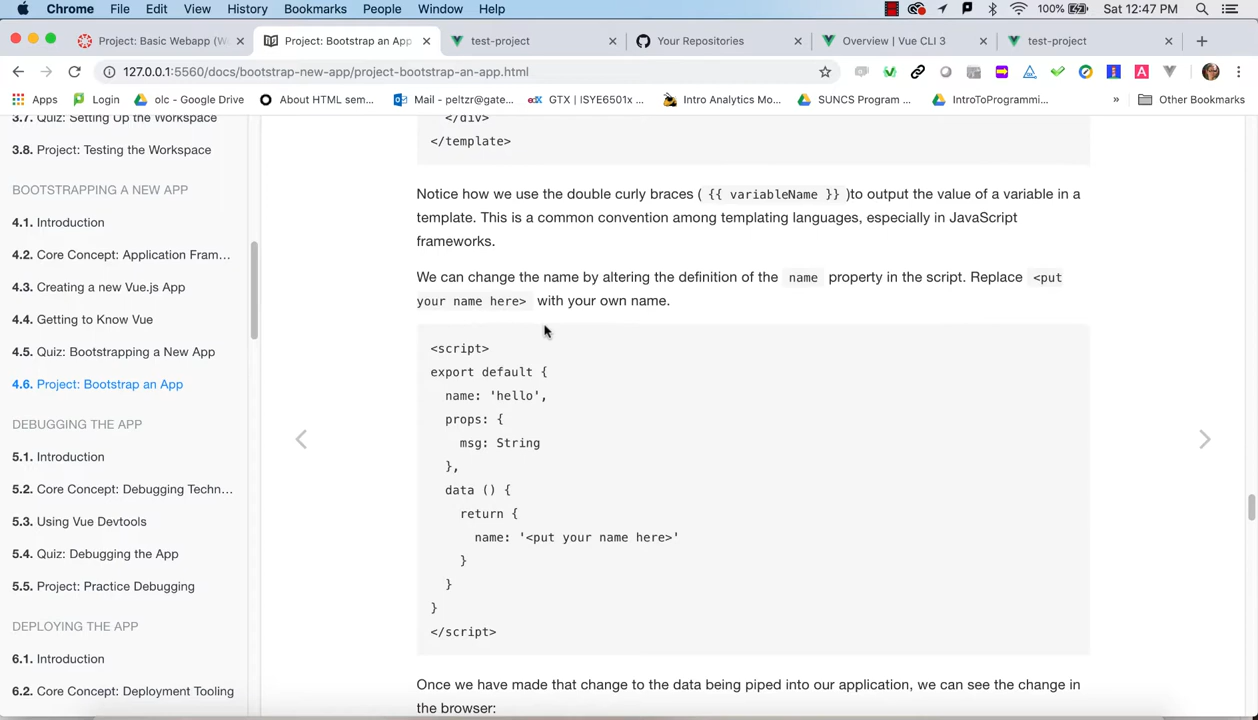 Chrome File Edit View History Bookmarks People Window Help 100% Sat 12:47 PM
Project: Basic Webapp (W
Project: Bootstrap an App
test-project
Your Repositories
Overview | Vue CLI 3
test-project
127.0.0.1:5560/docs/bootstrap-new-app/project-bootstrap-an-app.html
Apps Login olc - Google Drive About HTML sem... Mail - peltzr@gate... GTX | ISYE6501x ... Intro Analytics Mo... SUNCS Program ... IntroToProgrammi... » Other Bookmarks
3.7. Quiz: Setting Up the Workspace
3.8. Project: Testing the Workspace
BOOTSTRAPPING A NEW APP
4.1. Introduction
4.2. Core Concept: Application Fram...
4.3. Creating a new Vue.js App
4.4. Getting to Know Vue
4.5. Quiz: Bootstrapping a New App
4.6. Project: Bootstrap an App
DEBUGGING THE APP
5.1. Introduction
5.2. Core Concept: Debugging Techn...
5.3. Using Vue Devtools
5.4. Quiz: Debugging the App
5.5. Project: Practice Debugging
DEPLOYING THE APP
6.1. Introduction
6.2. Core Concept: Deployment Tooling
</div>
</template>
Notice how we use the double curly braces ( {{ variableName }} )to output the value of a variable in a
template. This is a common convention among templating languages, especially in JavaScript
frameworks.
We can change the name by altering the definition of the name property in the script. Replace <put
your name here> with your own name.
<script>
export default {
name: 'hello',
props: {
msg: String
},
data () {
return {
name: '<put your name here>'
}
}
}
</script>
Once we have made that change to the data being piped into our application, we can see the change in
the browser: